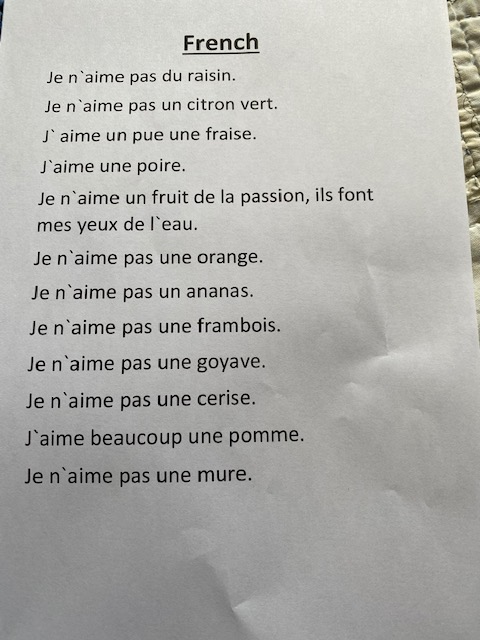 French
Je n`aime pas du raisin.
Je n`aime pas un citron vert.
J` aime un pue une fraise.
J`aime une poire.
Je n`aime un fruit de la passion, ils font
mes yeux de l`eau.
Je n`aime pas une orange.
Je n`aime pas un ananas.
Je n`aime pas une frambois.
Je n`aime pas une goyave.
Je n`aime pas une cerise.
J`aime beaucoup une pomme.
Je n`aime pas une mure.